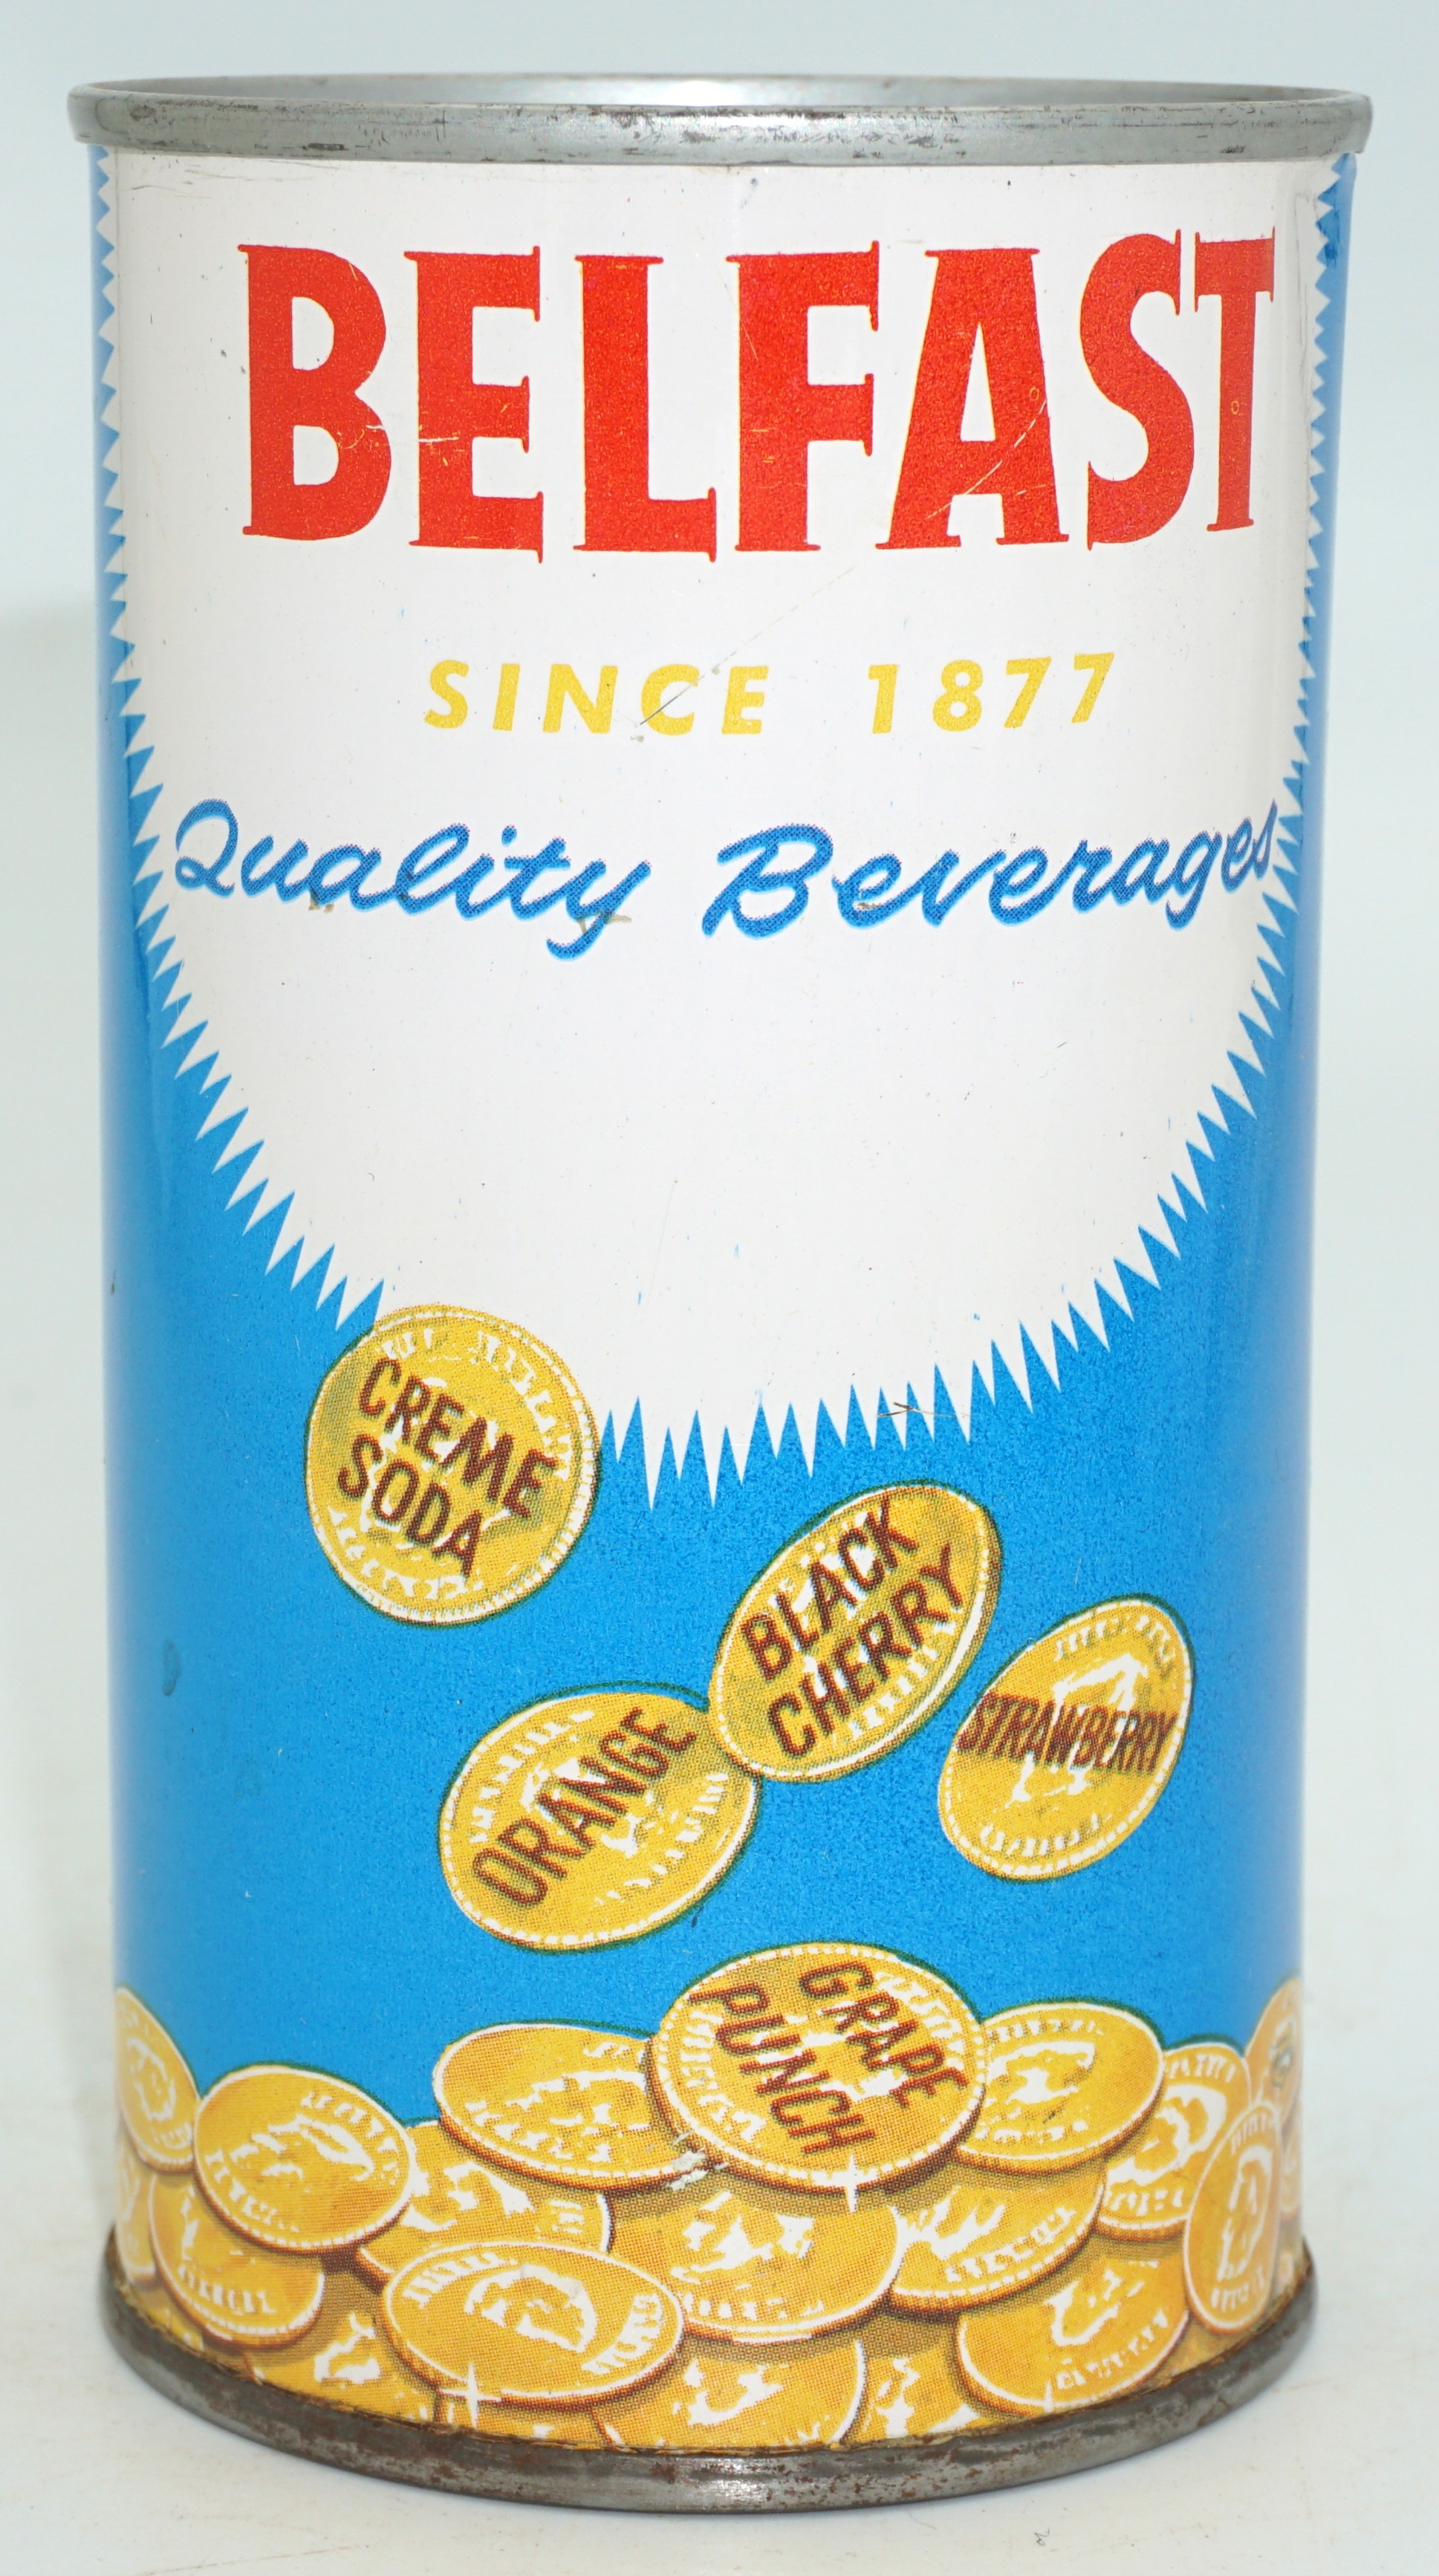 BELFAST
SINCE 1877
Quality Beverages
CREME
SODA
BLACK
CHERRY
STRAWBERRY
ORANGE
GRAPE
PUNCH